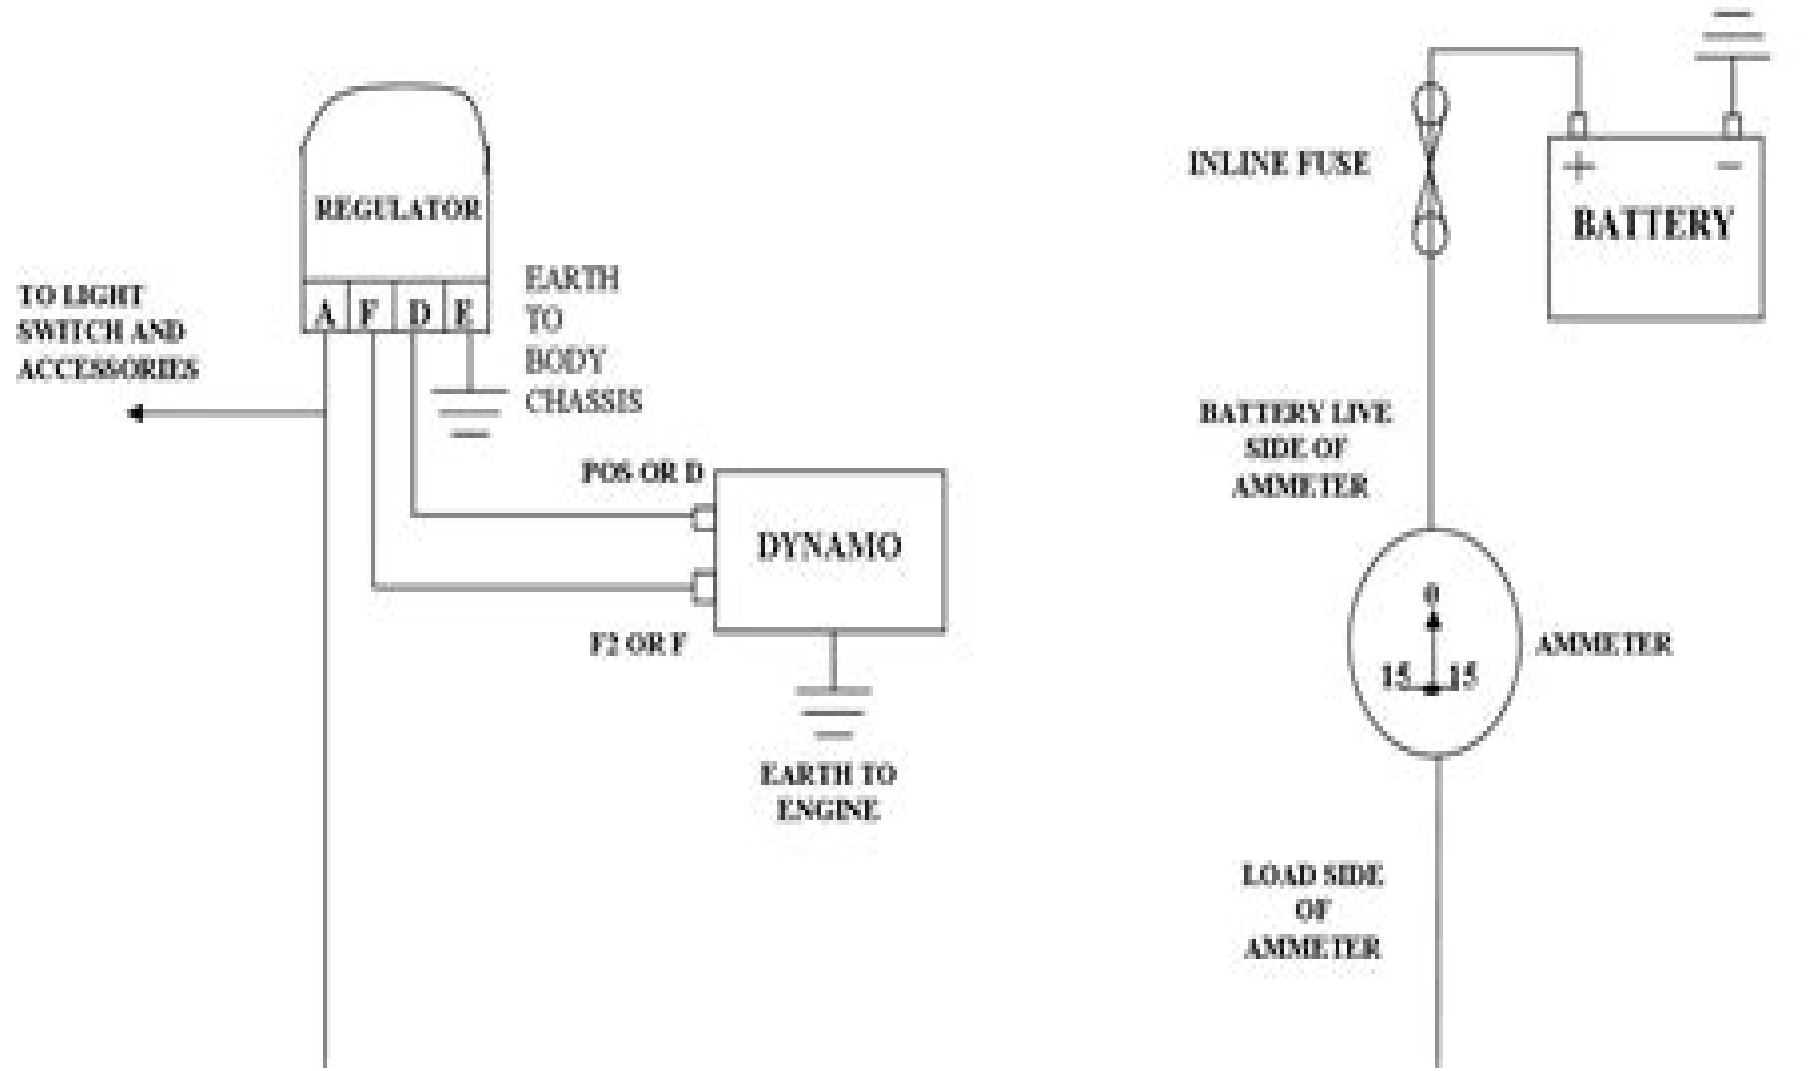 REGULATOR
A F D E
TO LIGHT
SWITCH AND
ACCESSORIES
EARTH
TO
BODY
CHASSIS
POS OR D
DYNAMO
F2 OR F
EARTH TO
ENGINE
INLINE FUSE
+ −
BATTERY
BATTERY LIVE
SIDE OF
AMMETER
0
15 15
AMMETER
LOAD SIDE
OF
AMMETER